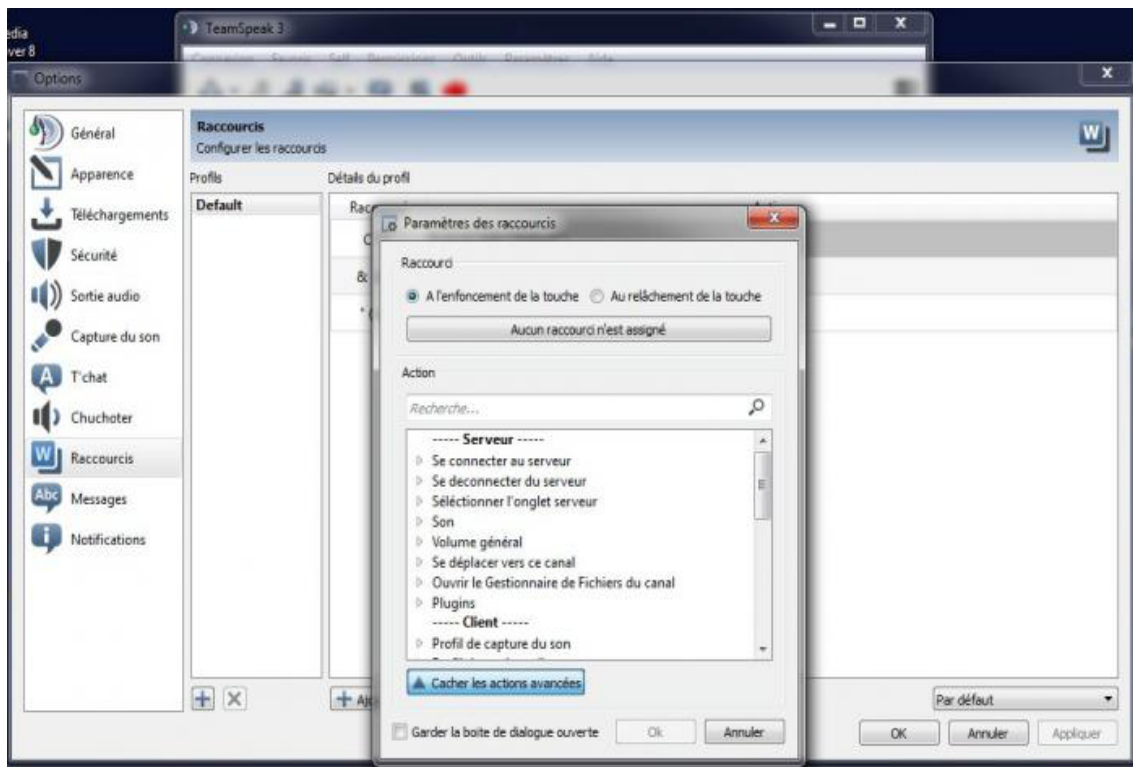 edia
ver 8
TeamSpeak 3
Options
Général
Apparence
Téléchargements
Sécurité
Sortie audio
Capture du son
T'chat
Chuchoter
Raccourcis
Messages
Notifications
Raccourcis
Configurer les raccourcis
Profils
Détails du profil
Default
Paramètres des raccourcis
Raccourci
A l'enfoncement de la touche
Au relâchement de la touche
Aucun raccourci n'est assigné
Action
Recherche...
----- Serveur -----
Se connecter au serveur
Se deconnecter du serveur
Séléctionner l'onglet serveur
Son
Volume général
Se déplacer vers ce canal
Ouvrir le Gestionnaire de Fichiers du canal
Plugins
----- Client -----
Profil de capture du son
Cacher les actions avancées
Garder la boite de dialogue ouverte
Ok
Annuler
Par défaut
OK
Annuler
Appliquer